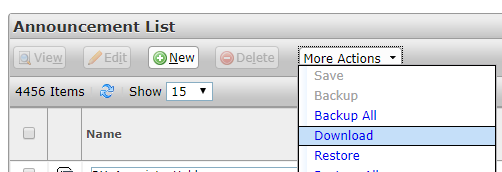 Announcement List
View Edit New Delete More Actions
Save
4456 Items Show 15
Backup
Backup All
Name
Download
Restore